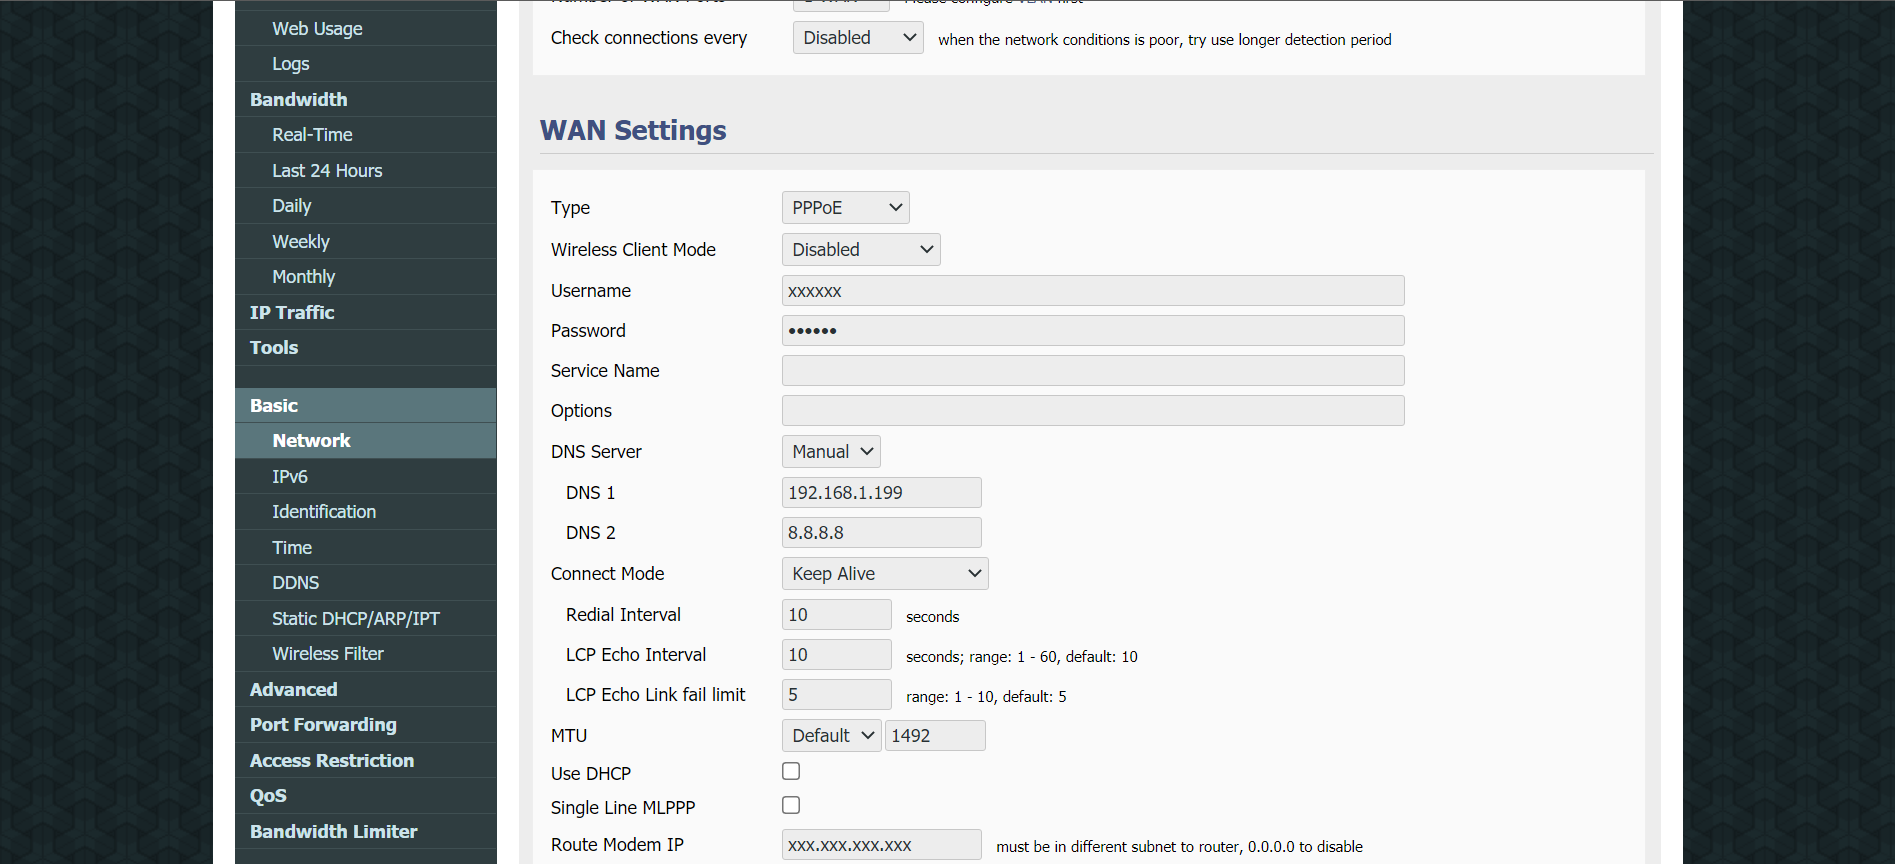 Web Usage
Logs
Bandwidth
Real-Time
Last 24 Hours
Daily
Weekly
Monthly
IP Traffic
Tools
Basic
Network
IPv6
Identification
Time
DDNS
Static DHCP/ARP/IPT
Wireless Filter
Advanced
Port Forwarding
Access Restriction
QoS
Bandwidth Limiter
Check connections every Disabled when the network conditions is poor, try use longer detection period
WAN Settings
Type PPPoE
Wireless Client Mode Disabled
Username xxxxxx
Password ••••••
Service Name
Options
DNS Server Manual
DNS 1 192.168.1.199
DNS 2 8.8.8.8
Connect Mode Keep Alive
Redial Interval 10 seconds
LCP Echo Interval 10 seconds; range: 1 - 60, default: 10
LCP Echo Link fail limit 5 range: 1 - 10, default: 5
MTU Default 1492
Use DHCP
Single Line MLPPP
Route Modem IP xxx.xxx.xxx.xxx must be in different subnet to router, 0.0.0.0 to disable